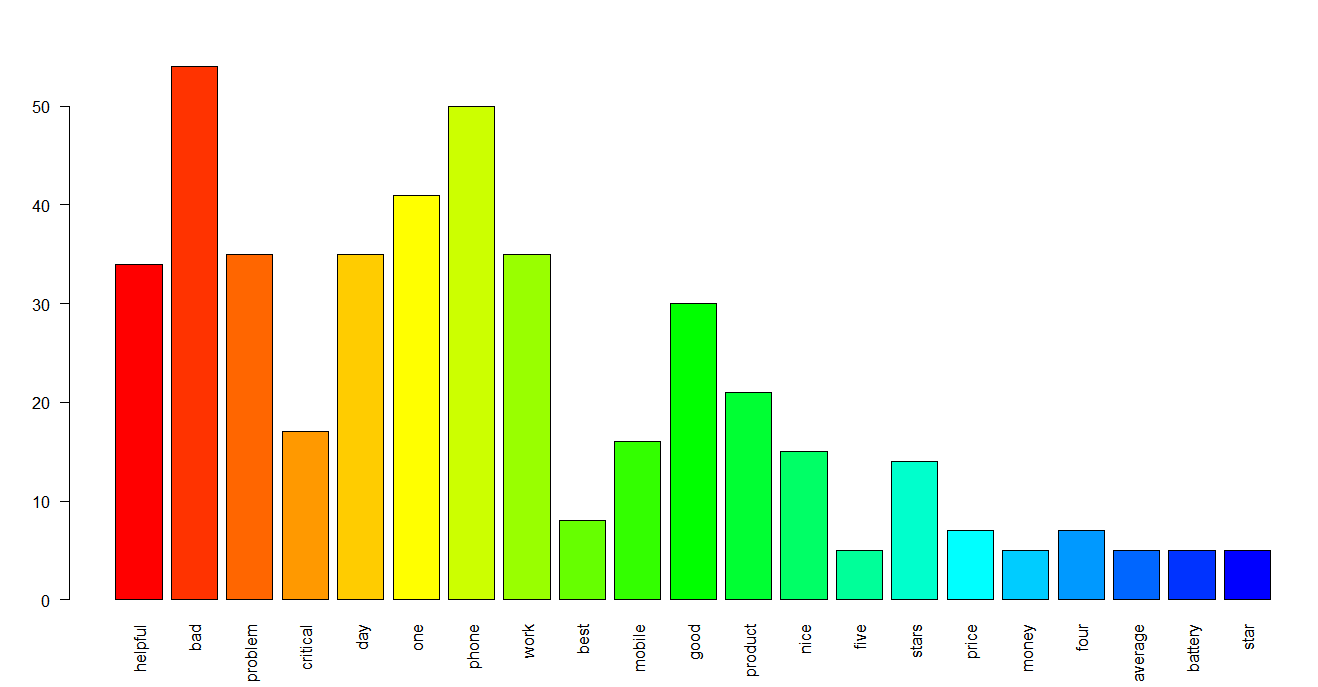 50
40
30
20
10
0
helpful
bad
problem
critical
day
one
phone
work
best
mobile
good
product
nice
five
stars
price
money
four
average
battery
star